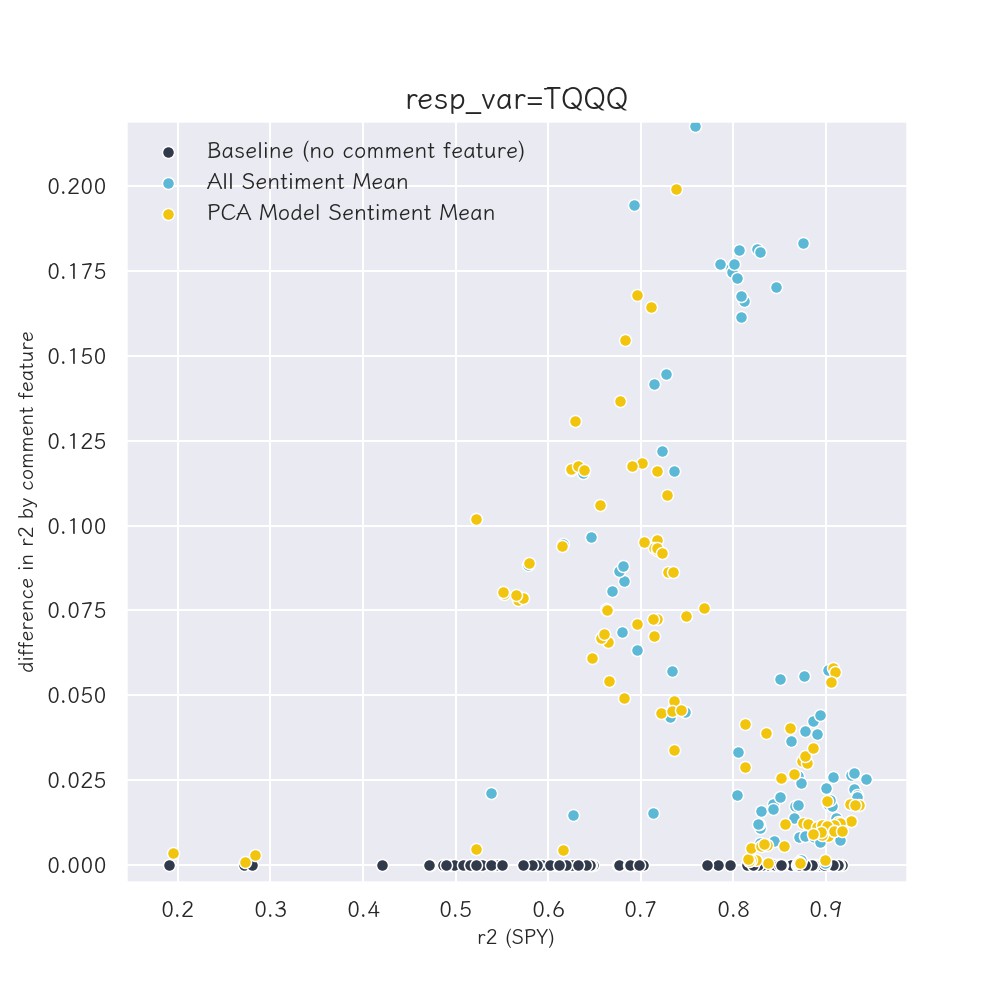 resp_var=TQQQ
Baseline (no comment feature)
All Sentiment Mean
PCA Model Sentiment Mean
0.200
0.175
0.150
0.125
0.100
0.075
0.050
0.025
0.000
difference in r2 by comment feature
0.2 0.3 0.4 0.5 0.6 0.7 0.8 0.9
r2 (SPY)